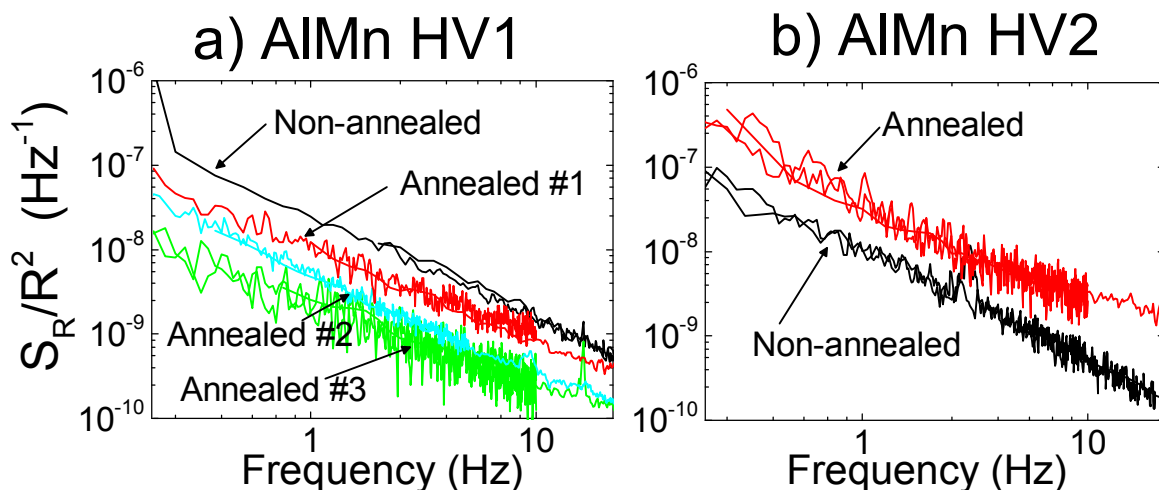 a) AlMn HV1
b) AlMn HV2
S_R/R² (Hz⁻¹)
10⁻⁶
10⁻⁷
10⁻⁸
10⁻⁹
10⁻¹⁰
Non-annealed
Annealed #1
Annealed #2
Annealed #3
1
10
Frequency (Hz)
10⁻⁶
10⁻⁷
10⁻⁸
10⁻⁹
10⁻¹⁰
Annealed
Non-annealed
1
10
Frequency (Hz)